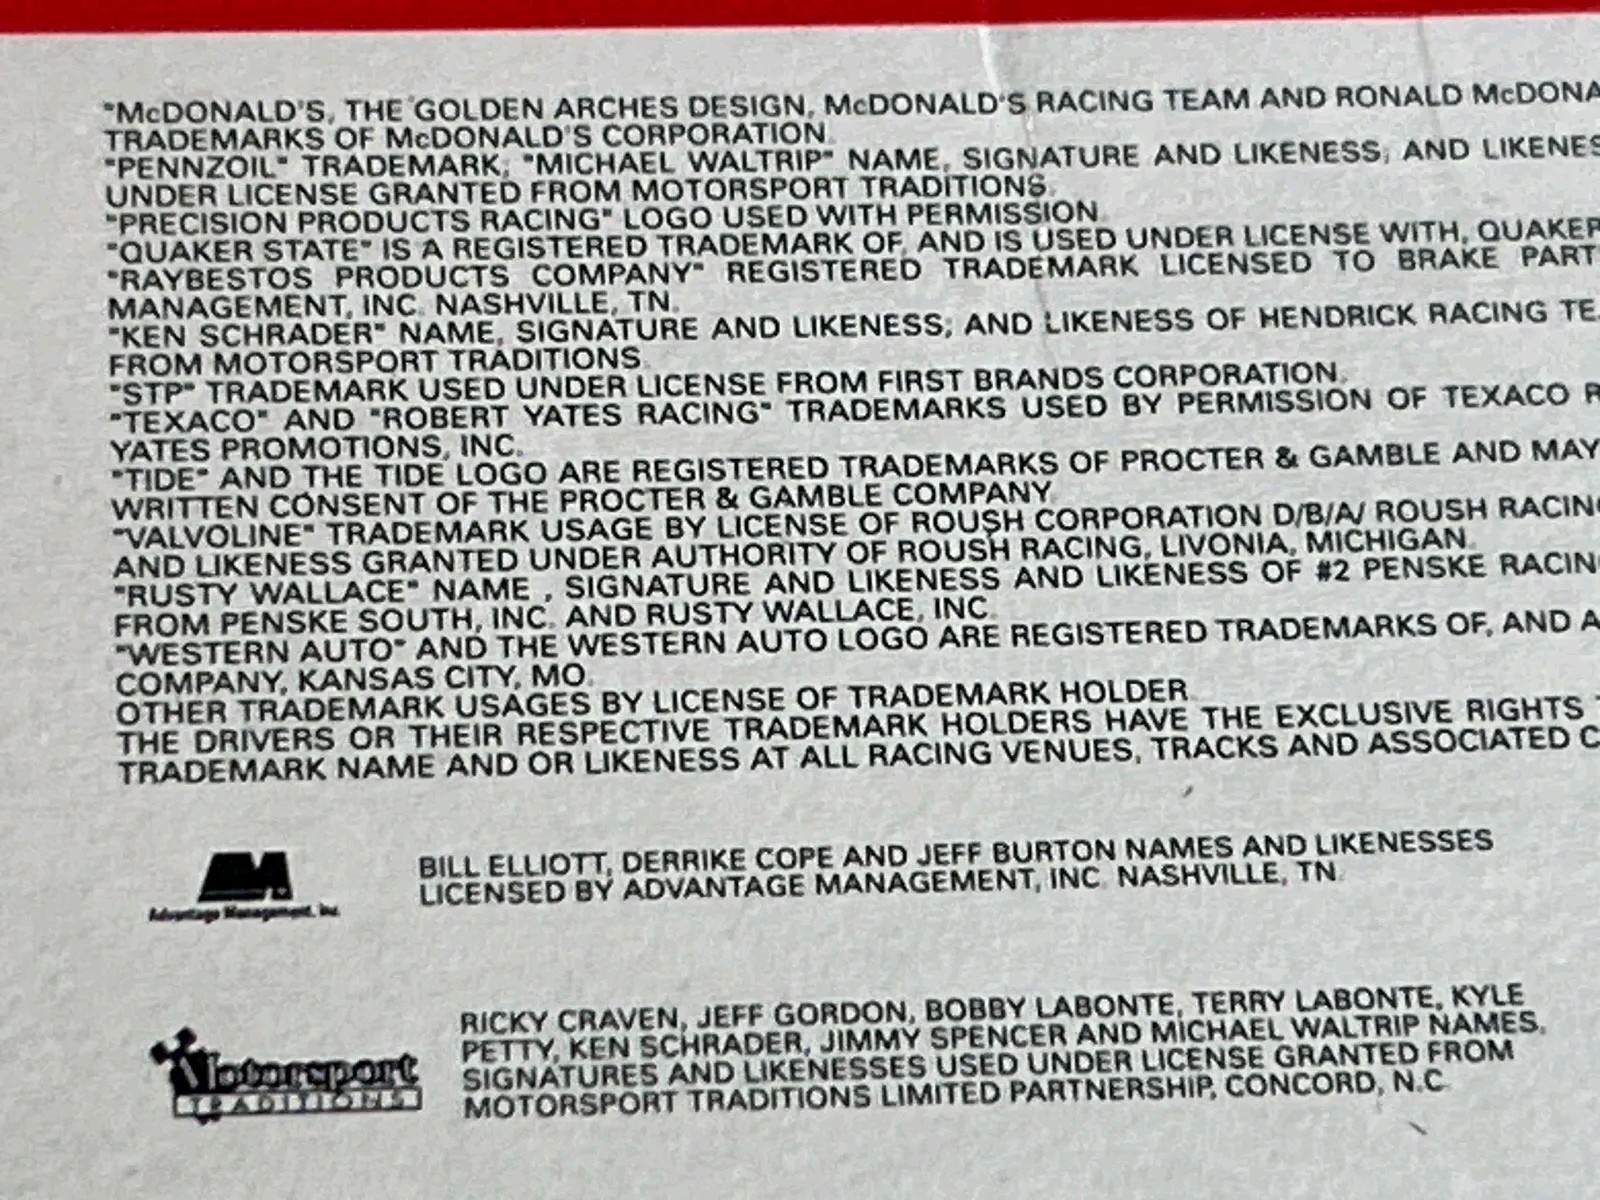 "McDONALD'S, THE GOLDEN ARCHES DESIGN, McDONALD'S RACING TEAM AND RONALD McDONA
TRADEMARKS OF McDONALD'S CORPORATION.
"PENNZOIL" TRADEMARK, "MICHAEL WALTRIP" NAME, SIGNATURE AND LIKENESS, AND LIKENES
UNDER LICENSE GRANTED FROM MOTORSPORT TRADITIONS.
"PRECISION PRODUCTS RACING" LOGO USED WITH PERMISSION.
"QUAKER STATE" IS A REGISTERED TRADEMARK OF, AND IS USED UNDER LICENSE WITH, QUAKER
"RAYBESTOS PRODUCTS COMPANY" REGISTERED TRADEMARK LICENSED TO BRAKE PART
MANAGEMENT, INC. NASHVILLE, TN.
"KEN SCHRADER" NAME, SIGNATURE AND LIKENESS; AND LIKENESS OF HENDRICK RACING TE
FROM MOTORSPORT TRADITIONS.
"STP" TRADEMARK USED UNDER LICENSE FROM FIRST BRANDS CORPORATION.
"TEXACO" AND "ROBERT YATES RACING" TRADEMARKS USED BY PERMISSION OF TEXACO R
YATES PROMOTIONS, INC.
"TIDE" AND THE TIDE LOGO ARE REGISTERED TRADEMARKS OF PROCTER & GAMBLE AND MAY
WRITTEN CONSENT OF THE PROCTER & GAMBLE COMPANY.
"VALVOLINE" TRADEMARK USAGE BY LICENSE OF ROUSH CORPORATION D/B/A/ ROUSH RACING
AND LIKENESS GRANTED UNDER AUTHORITY OF ROUSH RACING, LIVONIA, MICHIGAN.
"RUSTY WALLACE" NAME , SIGNATURE AND LIKENESS AND LIKENESS OF #2 PENSKE RACING
FROM PENSKE SOUTH, INC. AND RUSTY WALLACE, INC.
"WESTERN AUTO" AND THE WESTERN AUTO LOGO ARE REGISTERED TRADEMARKS OF, AND A
COMPANY, KANSAS CITY, MO.
OTHER TRADEMARK USAGES BY LICENSE OF TRADEMARK HOLDER.
THE DRIVERS OR THEIR RESPECTIVE TRADEMARK HOLDERS HAVE THE EXCLUSIVE RIGHTS
TRADEMARK NAME AND OR LIKENESS AT ALL RACING VENUES, TRACKS AND ASSOCIATED C
Advantage Management, Inc.
BILL ELLIOTT, DERRIKE COPE AND JEFF BURTON NAMES AND LIKENESSES
LICENSED BY ADVANTAGE MANAGEMENT, INC. NASHVILLE, TN.
Motorsport
TRADITIONS
RICKY CRAVEN, JEFF GORDON, BOBBY LABONTE, TERRY LABONTE, KYLE
PETTY, KEN SCHRADER, JIMMY SPENCER AND MICHAEL WALTRIP NAMES,
SIGNATURES AND LIKENESSES USED UNDER LICENSE GRANTED FROM
MOTORSPORT TRADITIONS LIMITED PARTNERSHIP, CONCORD, N.C.